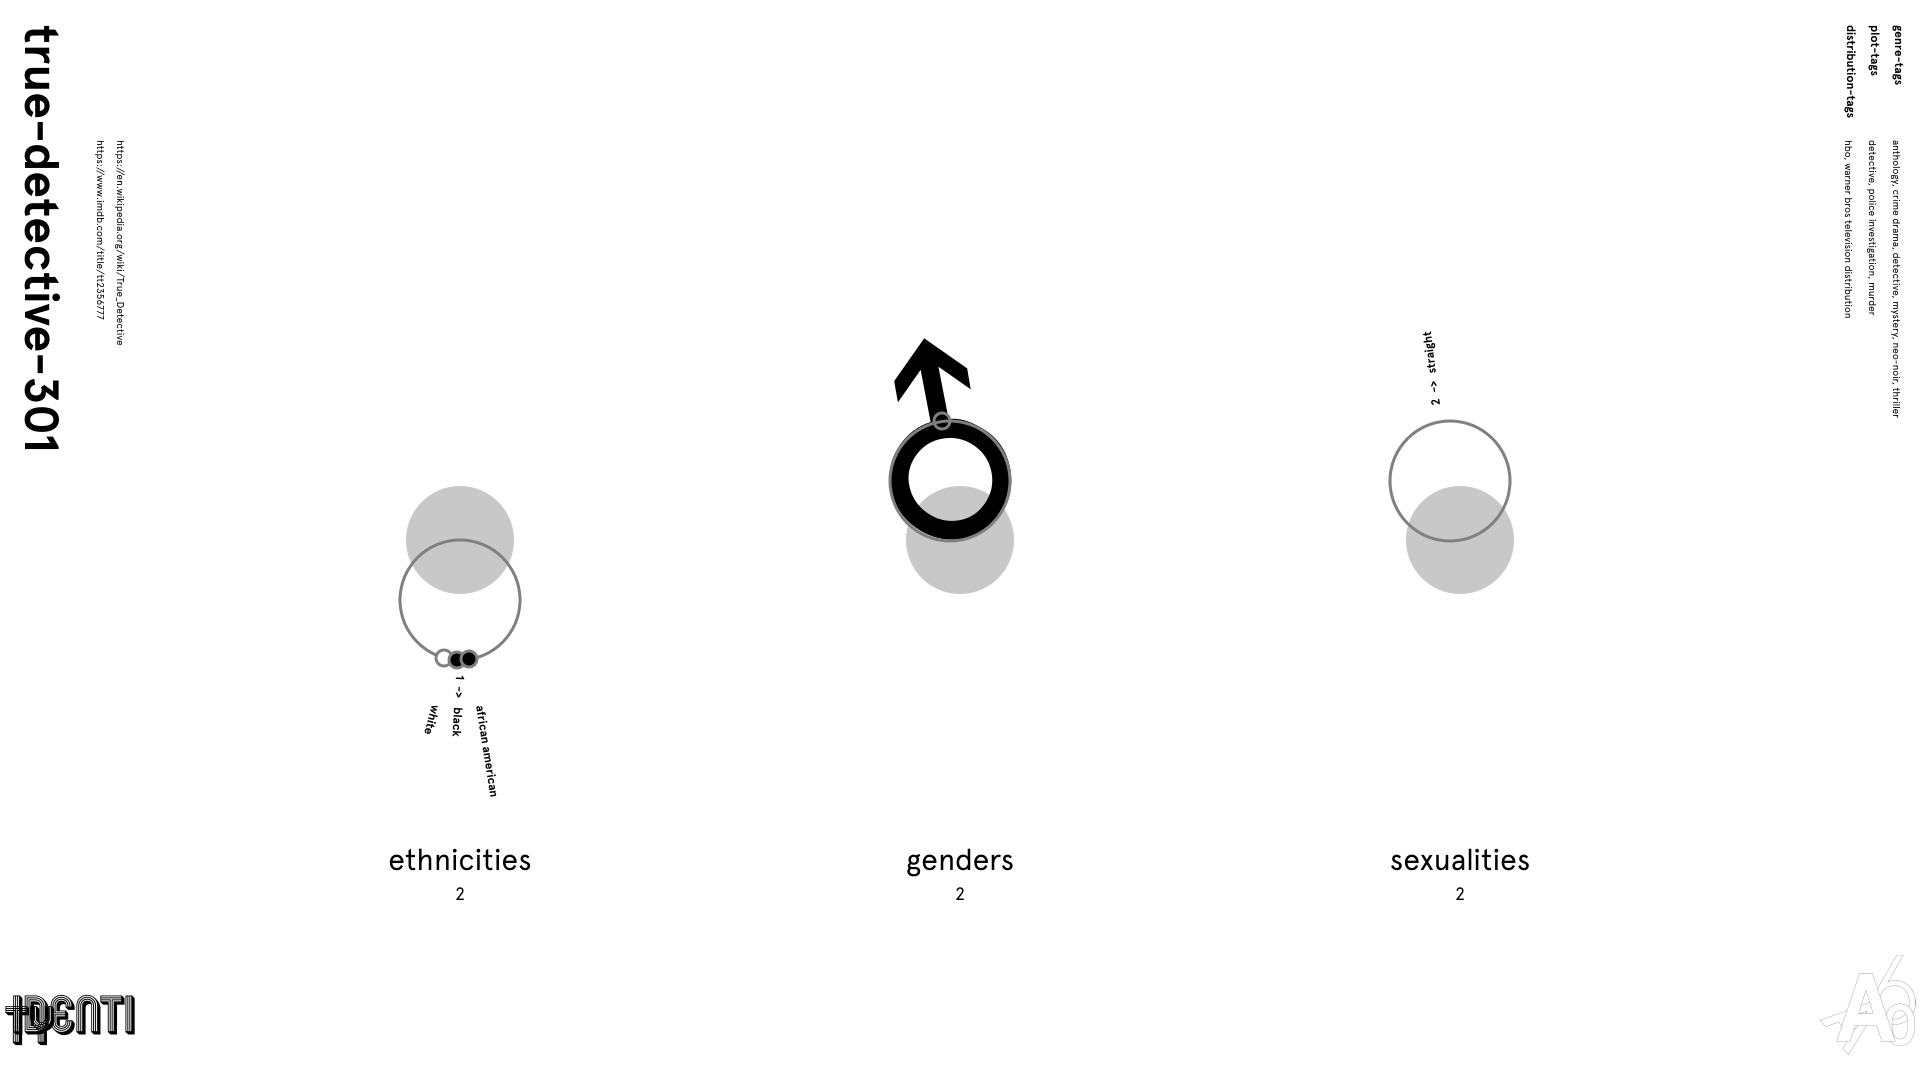 true-detective-301
https://en.wikipedia.org/wiki/True_Detective
https://www.imdb.com/title/tt2356777
genre-tags
anthology, crime drama, detective, mystery, neo-noir, thriller
plot-tags
detective, police investigation, murder
distribution-tags
hbo, warner bros television distribution
2 -> straight
white
1 -> black
african american
ethnicities
2
genders
2
sexualities
2
IDENTI